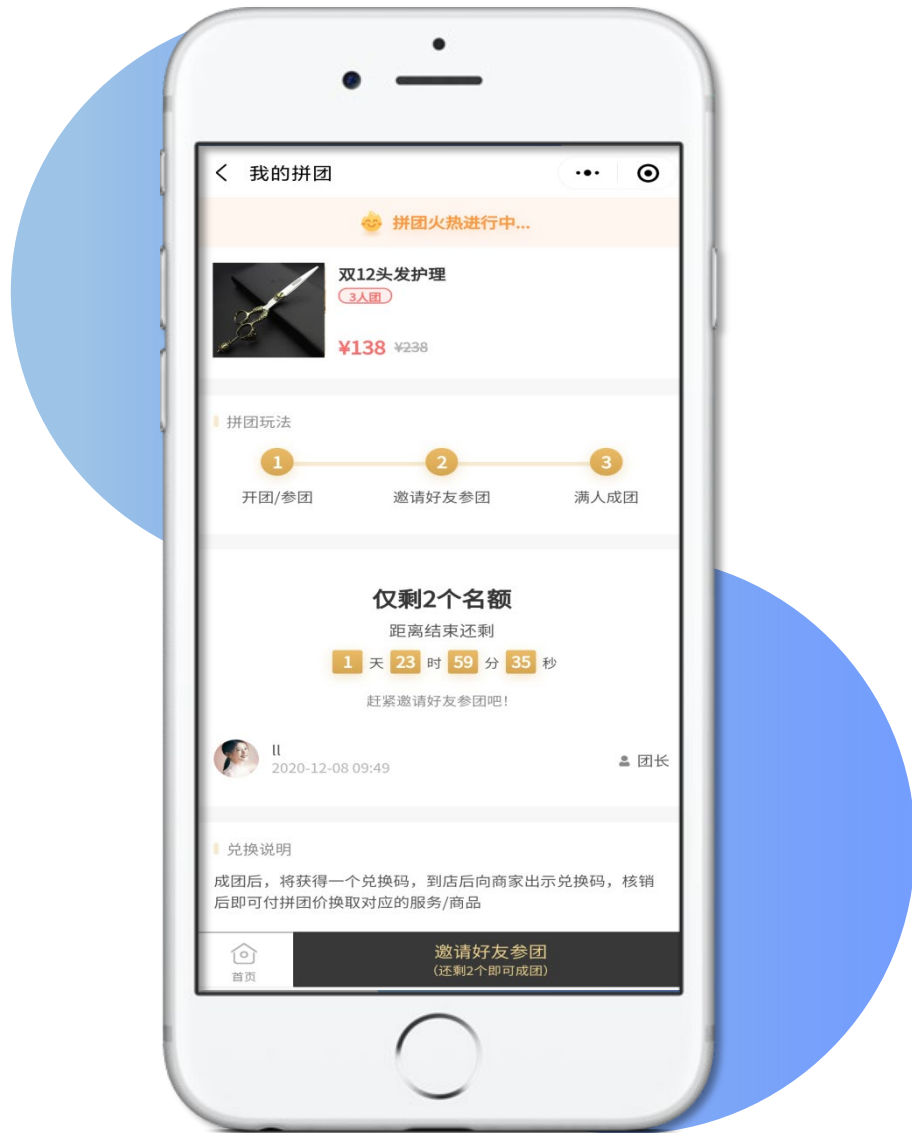 我的拼团
拼团火热进行中...
双12头发护理
3人团
¥138 ¥238
拼团玩法
1 2 3
开团/参团 邀请好友参团 满人成团
仅剩2个名额
距离结束还剩
1 天 23 时 59 分 35 秒
赶紧邀请好友参团吧！
ll
2020-12-08 09:49
团长
兑换说明
成团后，将获得一个兑换码，到店后向商家出示兑换码，核销
后即可付拼团价换取对应的服务/商品
首页
邀请好友参团
(还剩2个即可成团)